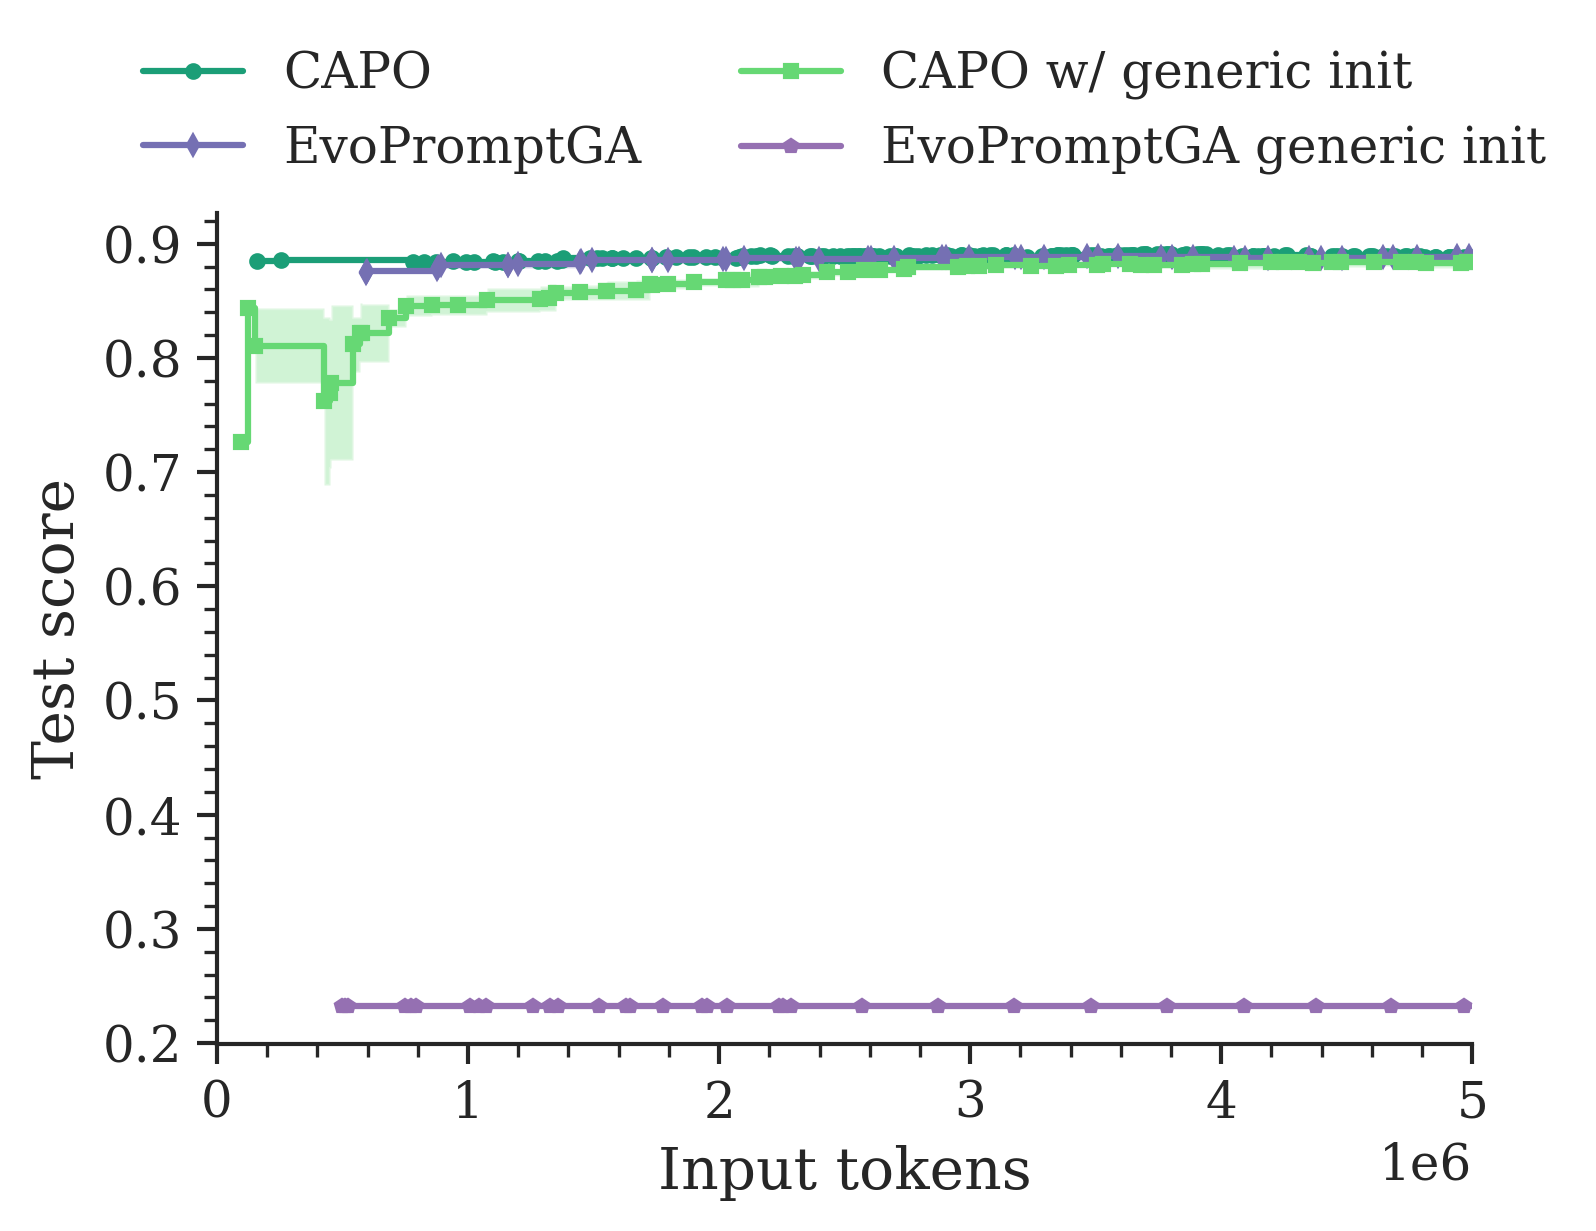 CAPO
CAPO w/ generic init
EvoPromptGA
EvoPromptGA generic init
Test score
0.9
0.8
0.7
0.6
0.5
0.4
0.3
0.2
0
1
2
3
4
5
1e6
Input tokens